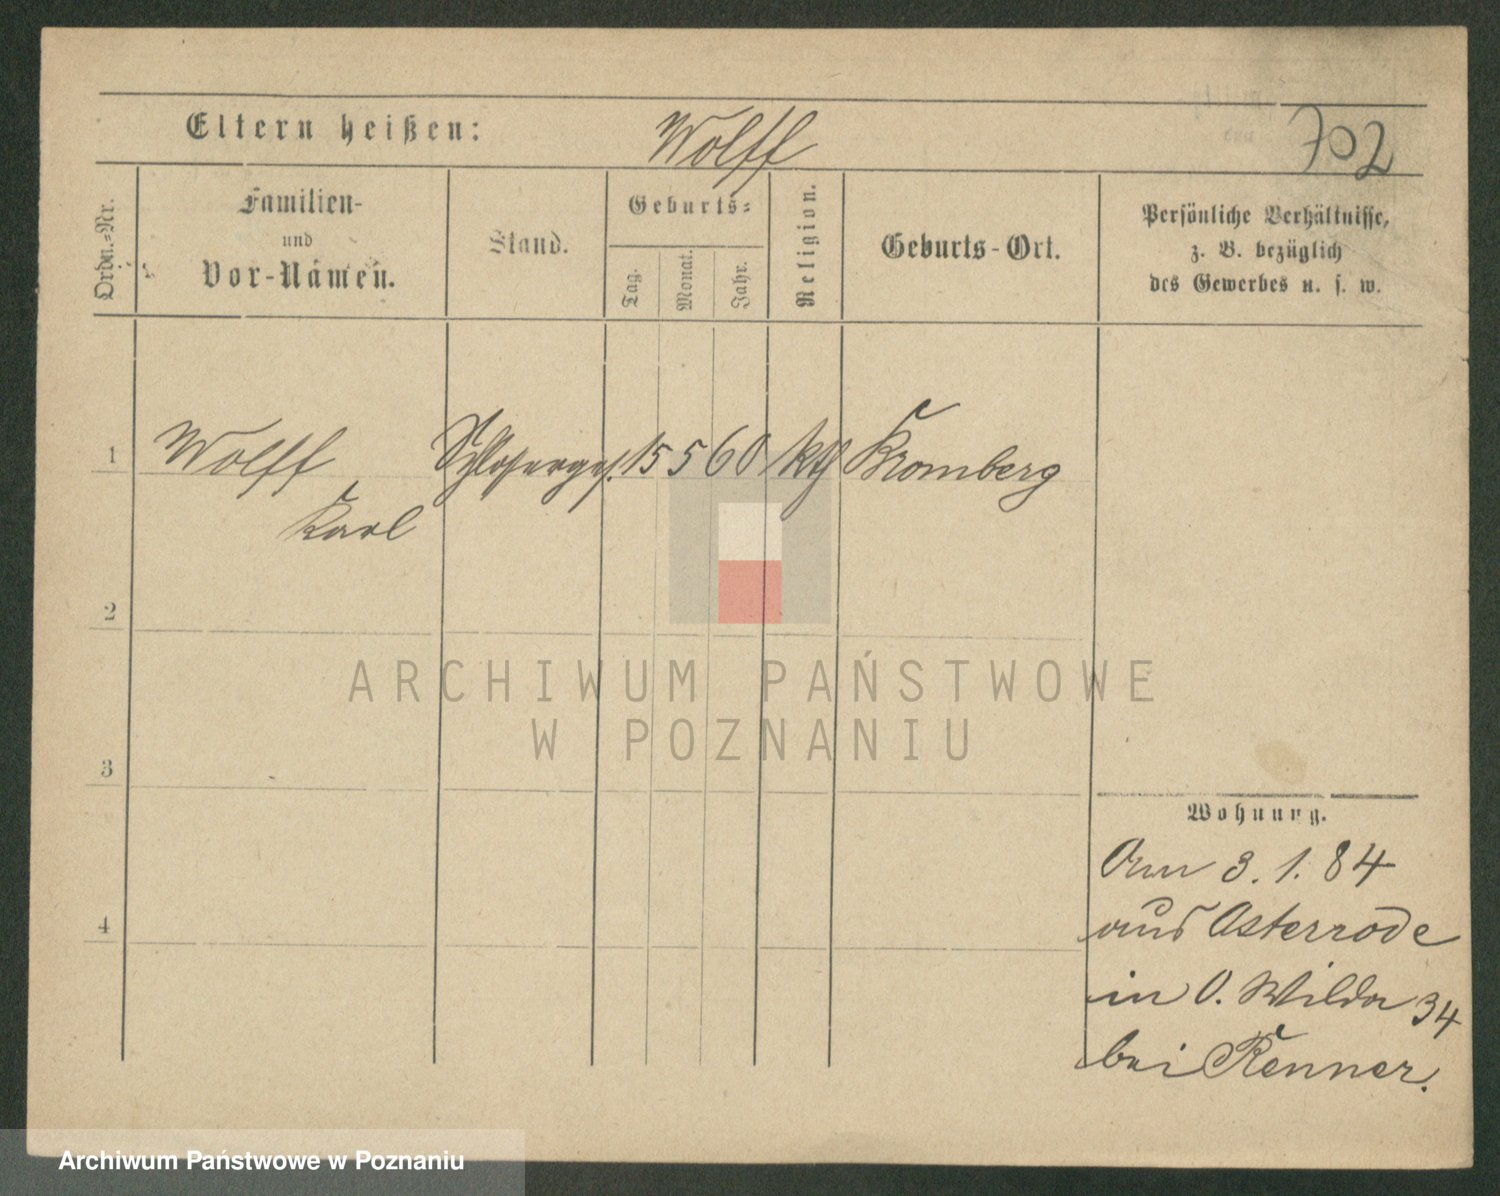 702
Eltern heißen: Wolff
Ordn.=Nr.
Familien-
und
Vor-Namen.
Stand.
Geburts=
Tag.
Monat.
Jahr.
Religion.
Geburts-Ort.
Persönliche Verhältnisse,
z. B. bezüglich
des Gewerbes u. s. w.
1 Wolff Schlosserges. 15 5 60 kth Bromberg
Karl
2
3
4
Wohnung.
Am 3. 1. 84
aus Osterrode
in O. Wilda 34
bei Renner.
ARCHIWUM PAŃSTWOWE
W POZNANIU
Archiwum Państwowe w Poznaniu